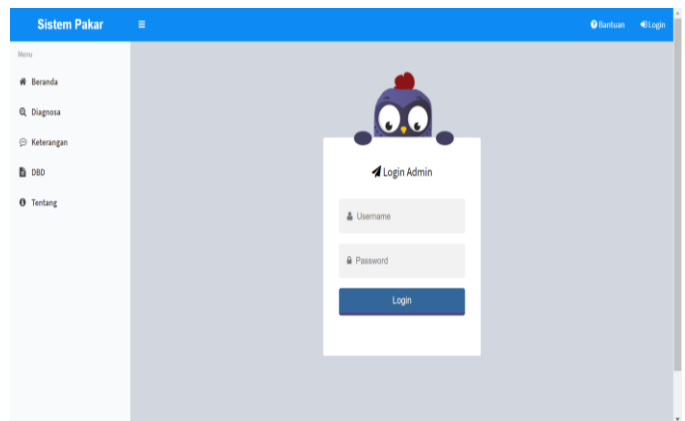 Sistem Pakar
Bantuan
Login
Menu
Beranda
Diagnosa
Keterangan
DBD
Tentang
Login Admin
Username
Password
Login